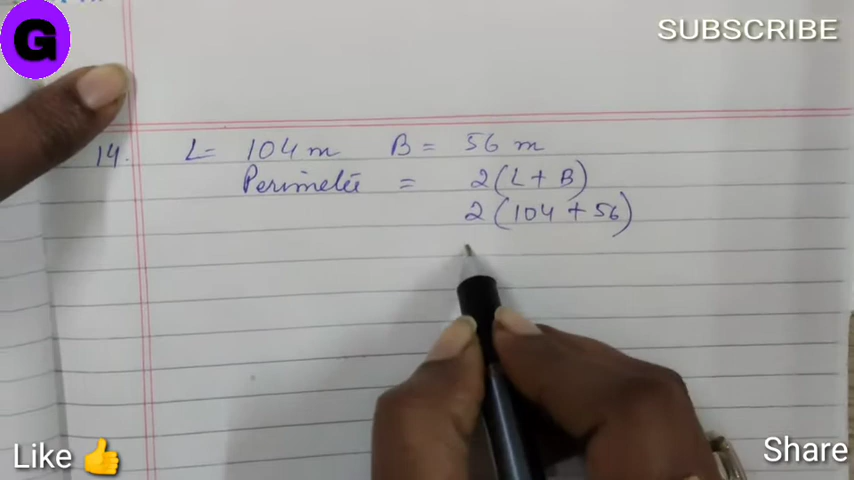 G
SUBSCRIBE
14. L= 104 m B = 56 m
Perimeter = 2(L + B)
2(104 + 56)
Like 👍
Share